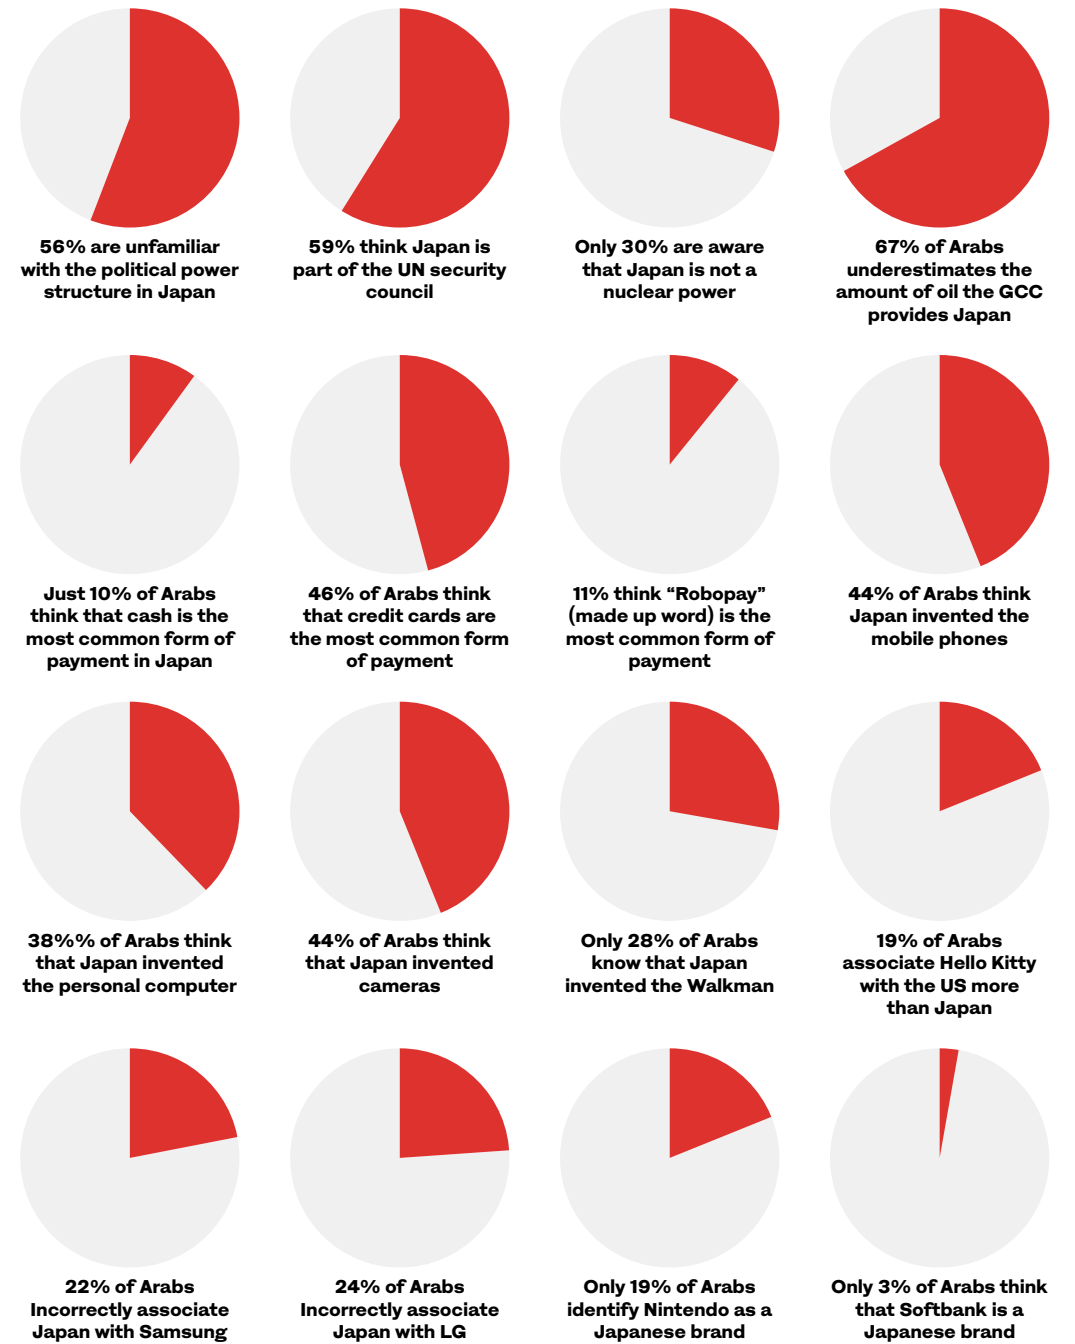 56% are unfamiliar
with the political power
structure in Japan
59% think Japan is
part of the UN security
council
Only 30% are aware
that Japan is not a
nuclear power
67% of Arabs
underestimates the
amount of oil the GCC
provides Japan
Just 10% of Arabs
think that cash is the
most common form of
payment in Japan
46% of Arabs think
that credit cards are
the most common form
of payment
11% think “Robopay”
(made up word) is the
most common form of
payment
44% of Arabs think
Japan invented the
mobile phones
38%% of Arabs think
that Japan invented
the personal computer
44% of Arabs think
that Japan invented
cameras
Only 28% of Arabs
know that Japan
invented the Walkman
19% of Arabs
associate Hello Kitty
with the US more
than Japan
22% of Arabs
Incorrectly associate
Japan with Samsung
24% of Arabs
Incorrectly associate
Japan with LG
Only 19% of Arabs
identify Nintendo as a
Japanese brand
Only 3% of Arabs think
that Softbank is a
Japanese brand